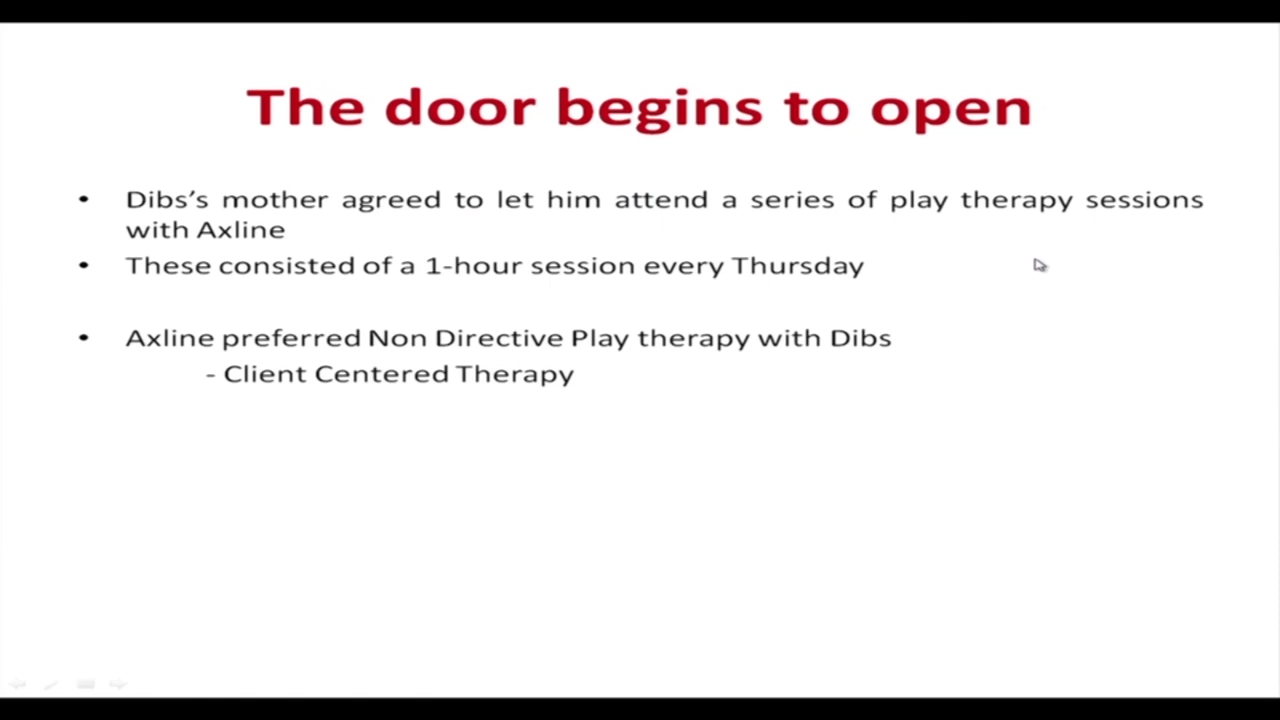 The door begins to open
• Dibs’s mother agreed to let him attend a series of play therapy sessions
with Axline
• These consisted of a 1-hour session every Thursday
• Axline preferred Non Directive Play therapy with Dibs
- Client Centered Therapy